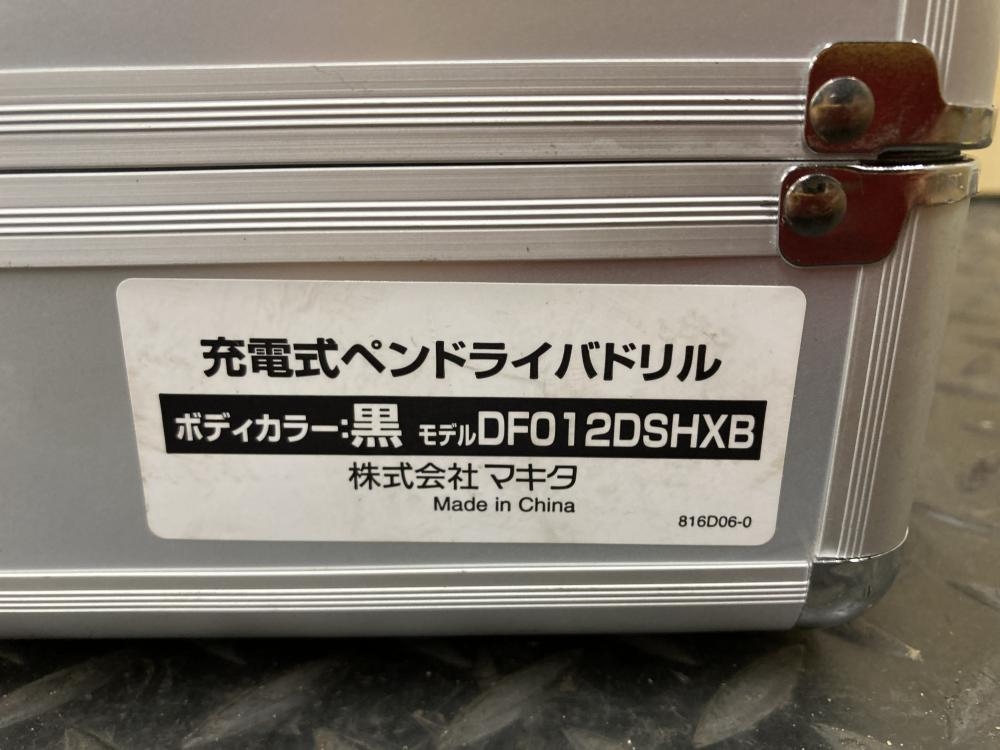 充電式ペンドライバドリル
ボディカラー:黒 モデルDF012DSHXB
株式会社マキタ
Made in China
816D06-0